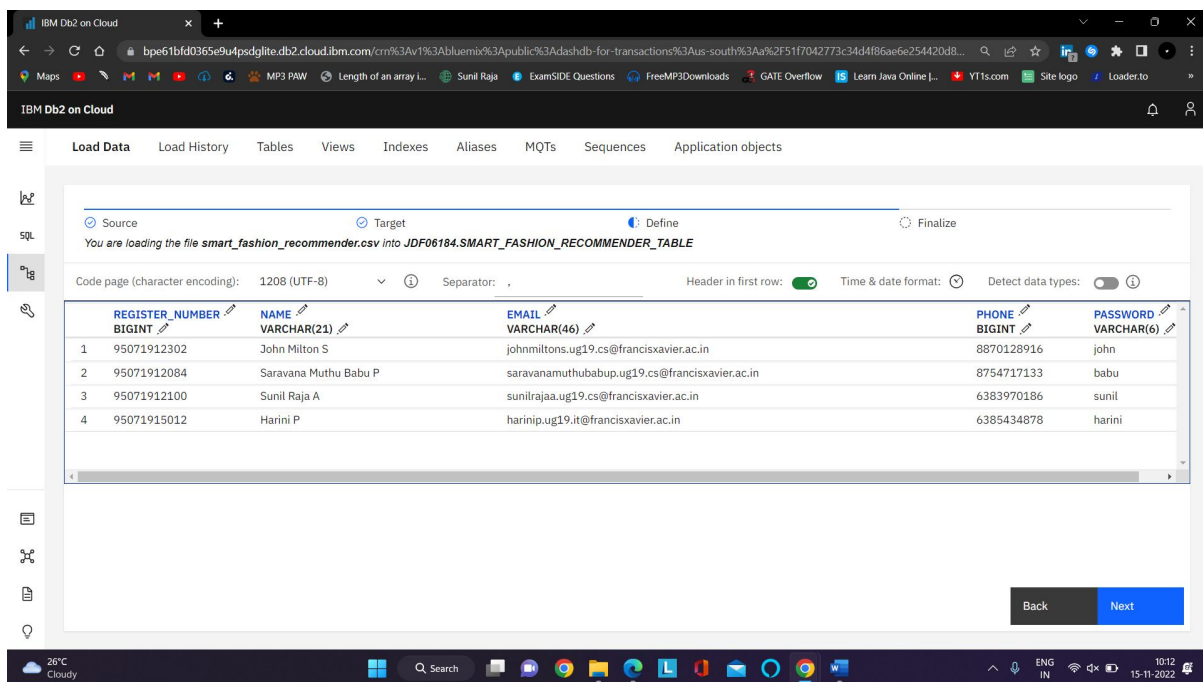 IBM Db2 on Cloud
bpe61bfd0365e9u4psdglite.db2.cloud.ibm.com/crn%3Av1%3Abluemix%3Apublic%3Adashdb-for-transactions%3Aus-south%3Aa%2F51f7042773c34d4f86ae6e254420d8...
Maps MP3 PAW Length of an array i... Sunil Raja ExamSIDE Questions FreeMP3Downloads GATE Overflow Learn Java Online |... YT1s.com Site logo Loader.to »
IBM Db2 on Cloud
Load Data Load History Tables Views Indexes Aliases MQTs Sequences Application objects
SQL
Source Target Define Finalize
You are loading the file smart_fashion_recommender.csv into JDF06184.SMART_FASHION_RECOMMENDER_TABLE
Code page (character encoding): 1208 (UTF-8) Separator: , Header in first row: Time & date format: Detect data types:
REGISTER_NUMBER NAME EMAIL PHONE PASSWORD
BIGINT VARCHAR(21) VARCHAR(46) BIGINT VARCHAR(6)
1 95071912302 John Milton S johnmiltons.ug19.cs@francisxavier.ac.in 8870128916 john
2 95071912084 Saravana Muthu Babu P saravanamuthubabup.ug19.cs@francisxavier.ac.in 8754717133 babu
3 95071912100 Sunil Raja A sunilrajaa.ug19.cs@francisxavier.ac.in 6383970186 sunil
4 95071915012 Harini P harinip.ug19.it@francisxavier.ac.in 6385434878 harini
Back Next
26°C
Cloudy
Search
ENG
IN
10:12
15-11-2022